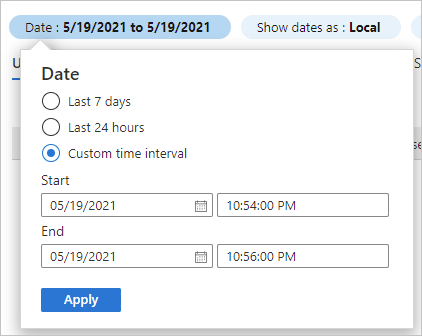 Date : 5/19/2021 to 5/19/2021 Show dates as : Local
Date
Last 7 days
Last 24 hours
Custom time interval
Start
05/19/2021 10:54:00 PM
End
05/19/2021 10:56:00 PM
Apply